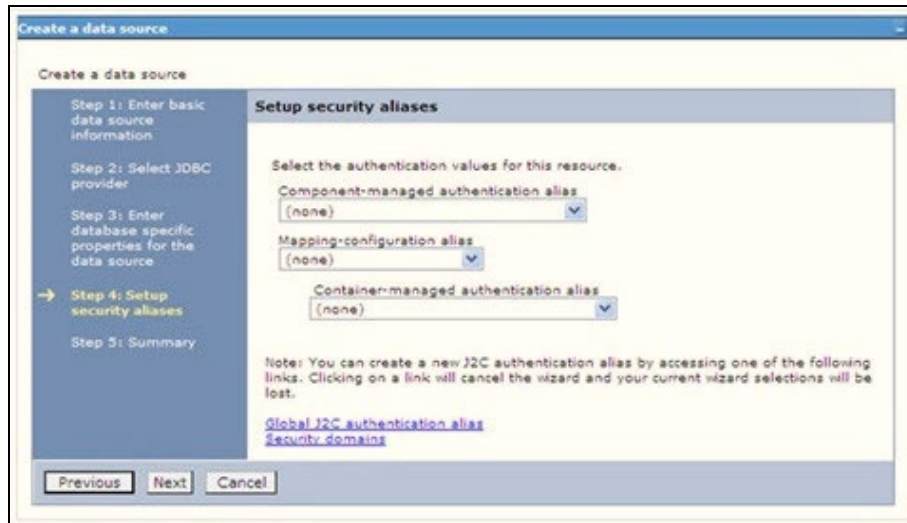 Create a data source
Create a data source
Step 1: Enter basic
data source
information
Step 2: Select JDBC
provider
Step 3: Enter
database specific
properties for the
data source
Step 4: Setup
security aliases
Step 5: Summary
Setup security aliases
Select the authentication values for this resource.
Component-managed authentication alias
(none)
Mapping-configuration alias
(none)
Container-managed authentication alias
(none)
Note: You can create a new J2C authentication alias by accessing one of the following
links. Clicking on a link will cancel the wizard and your current wizard selections will be
lost.
Global J2C authentication alias
Security domains
Previous Next Cancel